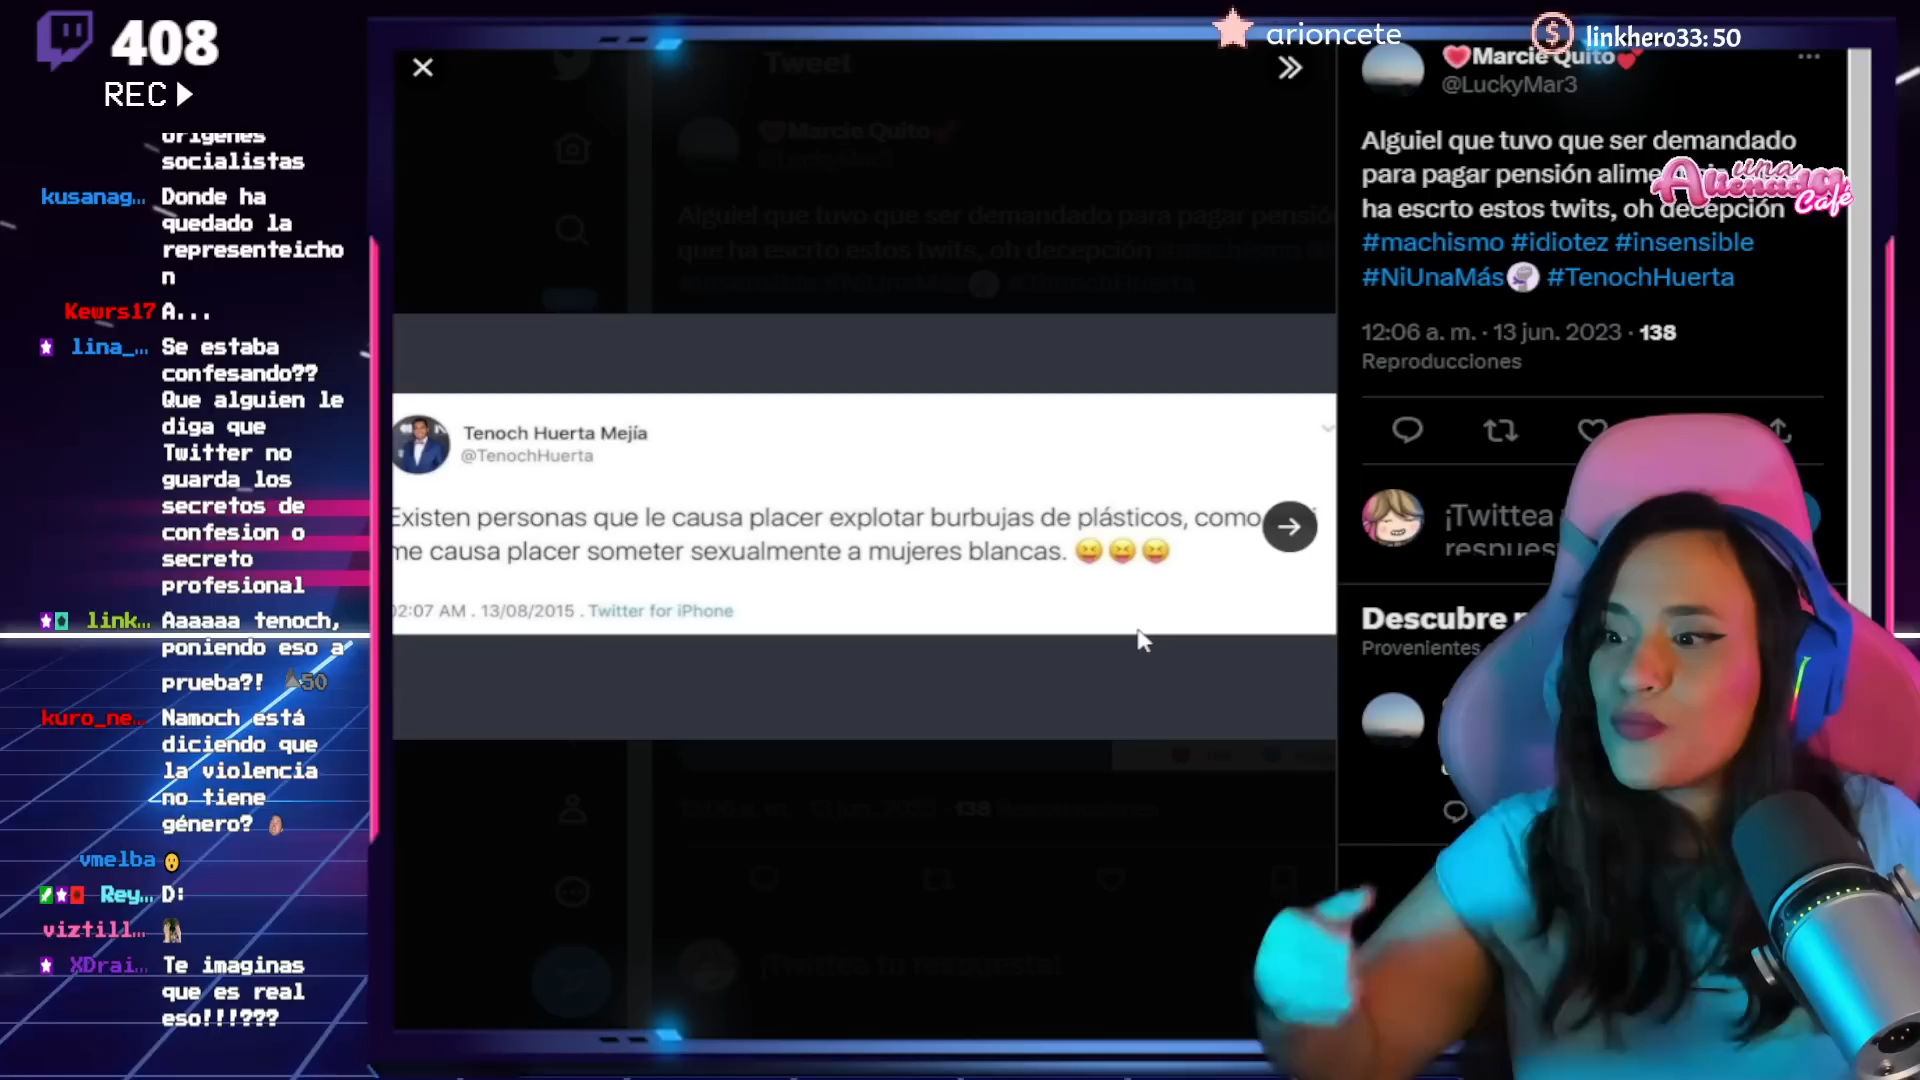 408
REC
orígenes
socialistas
kusanag... Donde ha
quedado la
representeicho
n
Kewrs17 A...
lina_... Se estaba
confesando??
Que alguien le
diga que
Twitter no
guarda los
secretos de
confesion o
secreto
profesional
link... Aaaaaa tenoch,
poniendo eso a
prueba?! 50
kuro_ne... Namoch está
diciendo que
la violencia
no tiene
género?
vmelba
Rey... D:
viztill...
XDrai... Te imaginas
que es real
eso!!!???
arioncete
linkhero33: 50
Tweet
Marcie Quito
Alguiel que tuvo que ser demandado para pagar pensió
que ha escrto estos twits, oh decepción
Tenoch Huerta Mejía
@TenochHuerta
Existen personas que le causa placer explotar burbujas de plásticos, como
me causa placer someter sexualmente a mujeres blancas. 😝😝😝
02:07 AM . 13/08/2015 . Twitter for iPhone
138
Marcie Quito
@LuckyMar3
Alguiel que tuvo que ser demandado
para pagar pensión alime
ha escrto estos twits, oh decepción
#machismo #idiotez #insensible
#NiUnaMás #TenochHuerta
12:06 a. m. · 13 jun. 2023 · 138
Reproducciones
¡Twittea
respues
Descubre
Provenientes
una
Alienada
Café